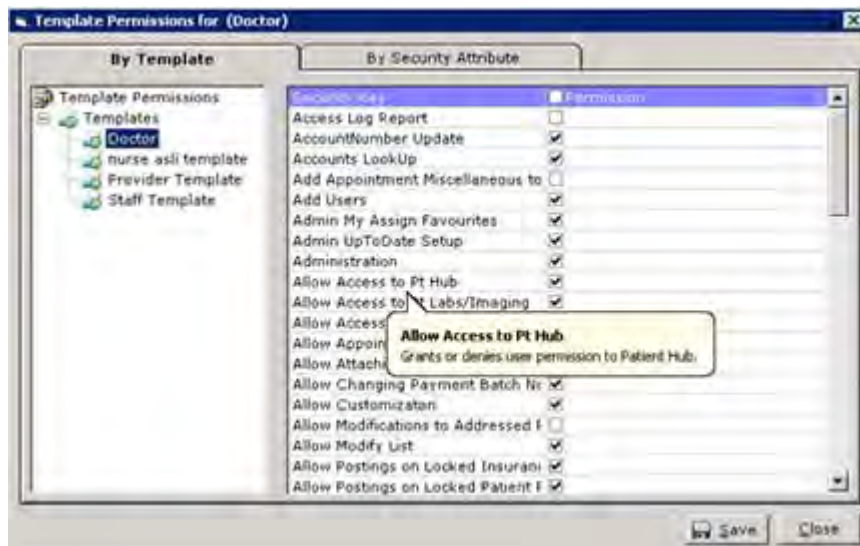 Template Permissions for (Doctor)
By Template
By Security Attribute
Template Permissions
Templates
Doctor
nurse asli template
Provider Template
Staff Template
Security Key Permission
Access Log Report
AccountNumber Update
Accounts LookUp
Add Appointment Miscellaneous to
Add Users
Admin My Assign Favourites
Admin UpToDate Setup
Administration
Allow Access to Pt Hub
Allow Access to Pt Labs/Imaging
Allow Access
Allow Appoin
Allow Attach
Allow Access to Pt Hub
Grants or denies user permission to Patient Hub.
Allow Changing Payment Batch N
Allow Customizaton
Allow Modifications to Addressed
Allow Modify List
Allow Postings on Locked Insuran
Allow Postings on Locked Patient
Save
Close